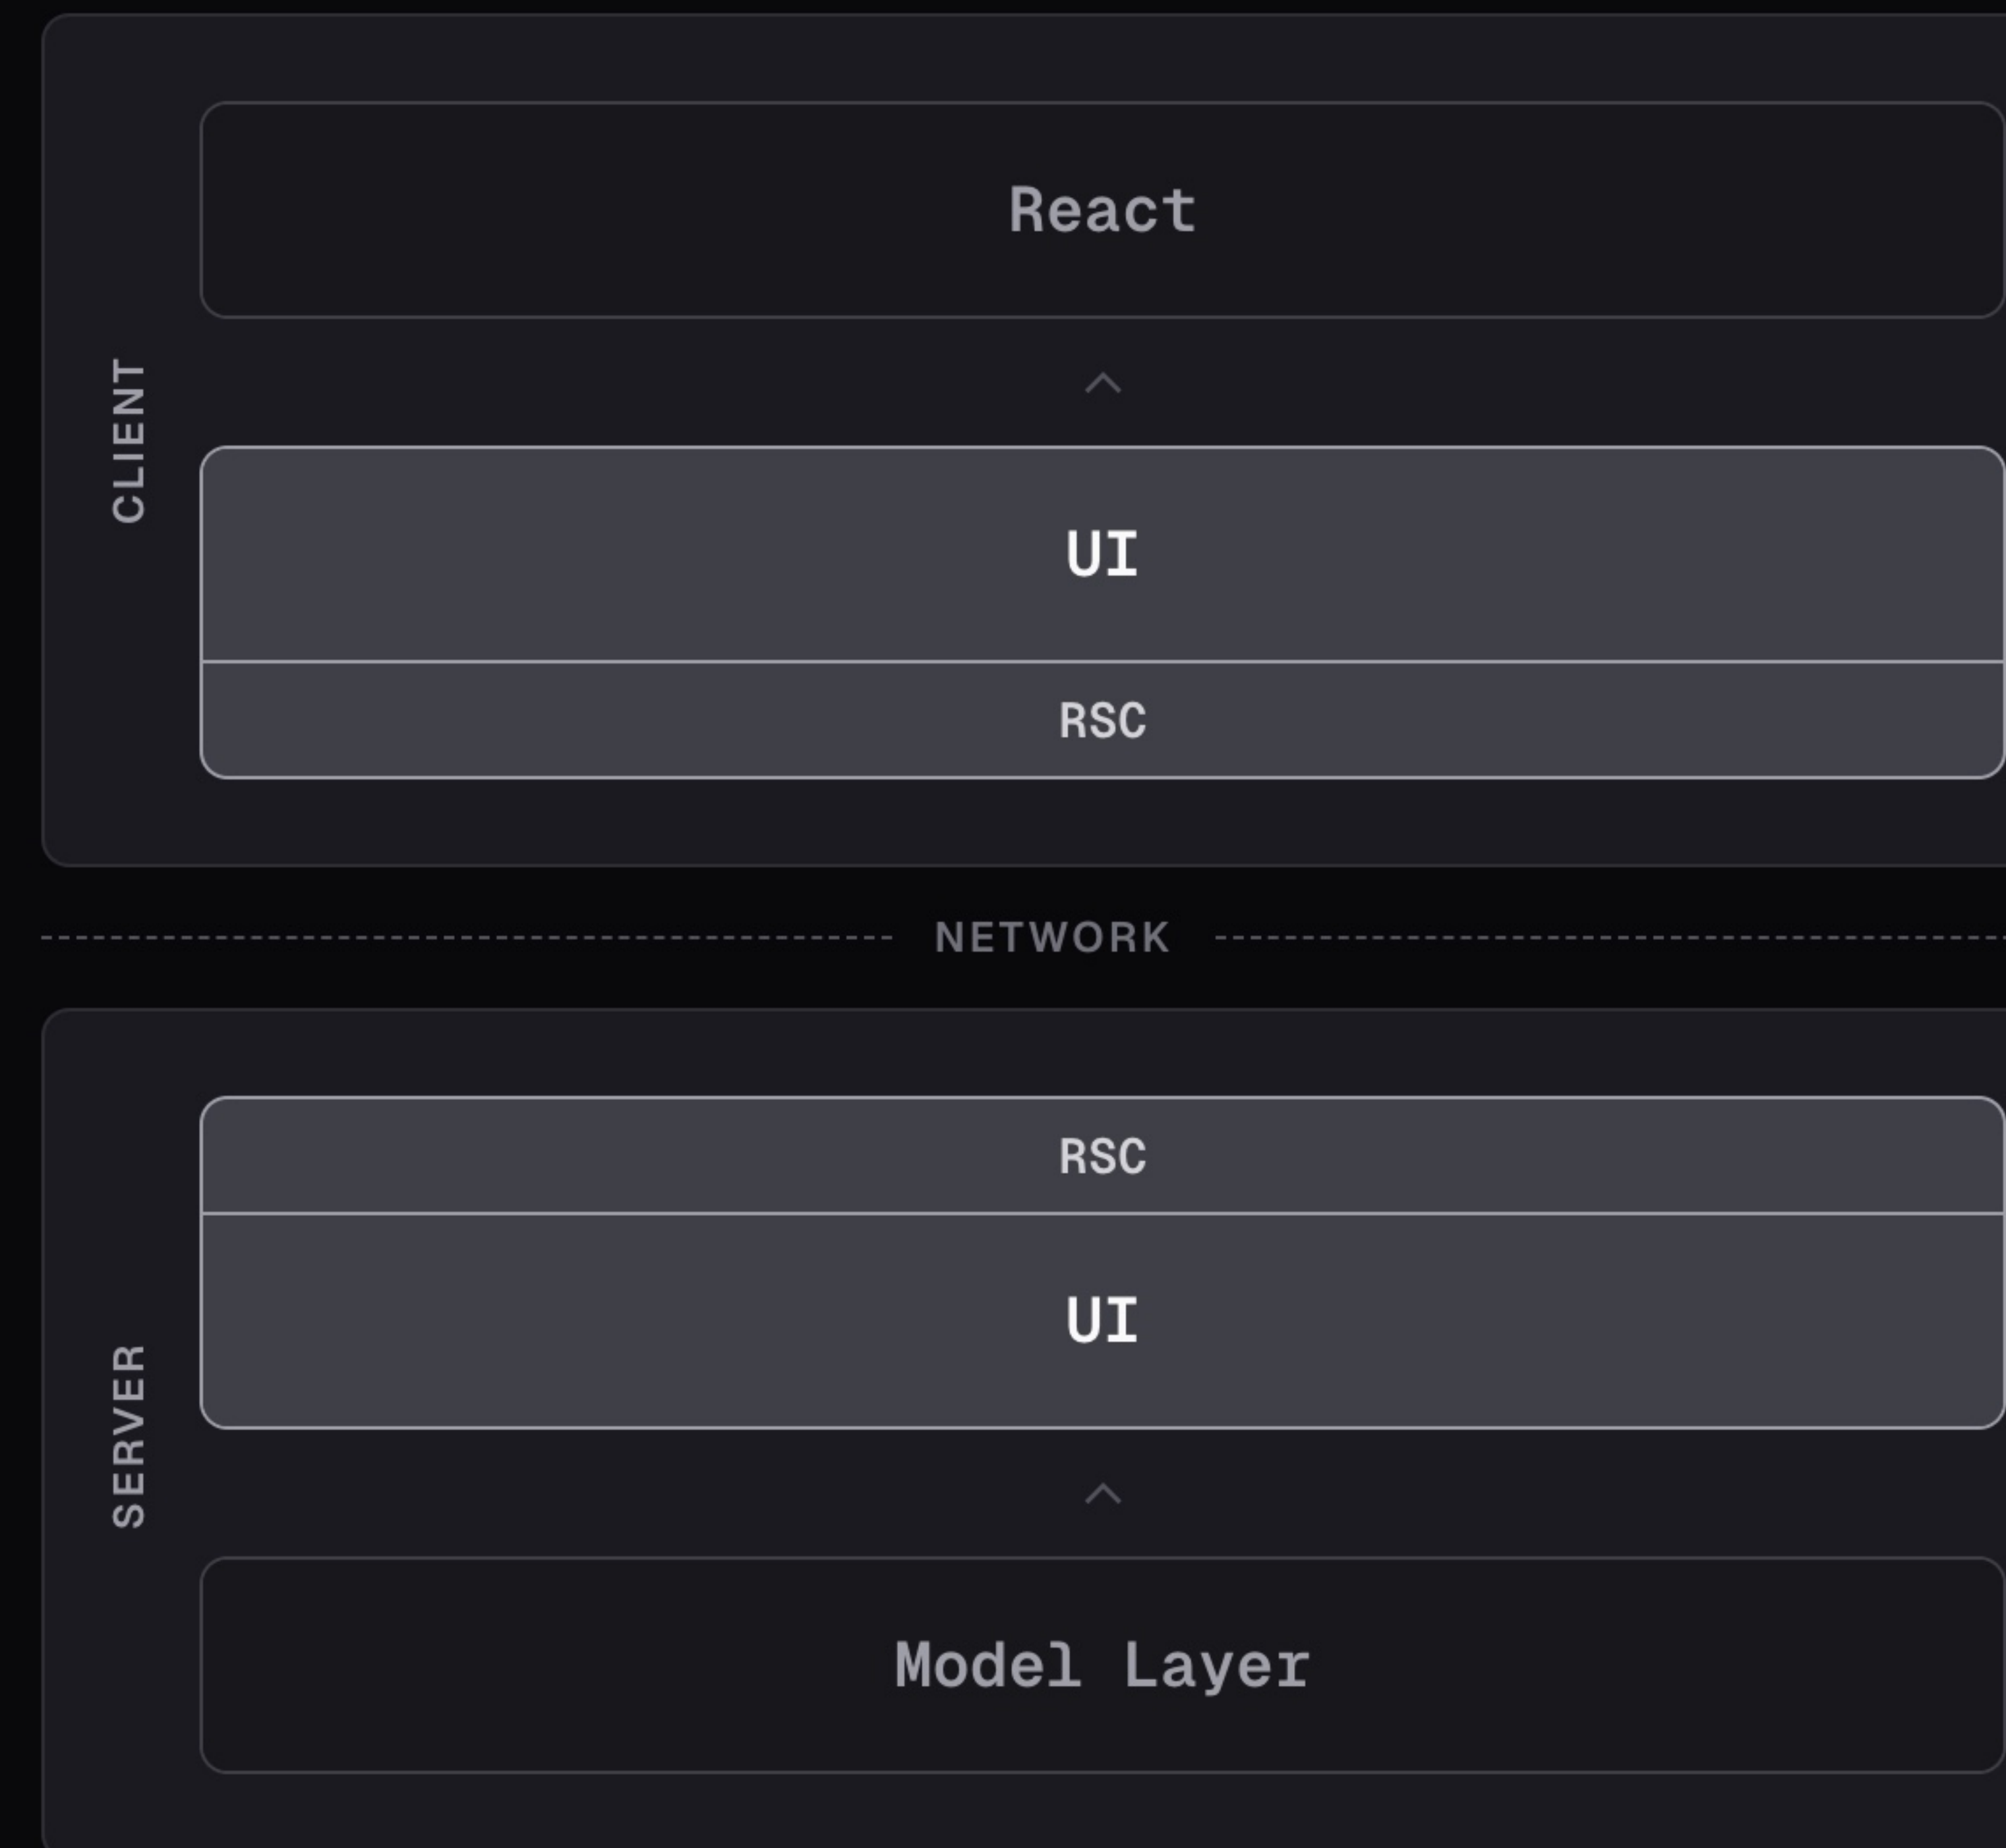 React
CLIENT
UI
RSC
NETWORK
RSC
UI
SERVER
Model Layer